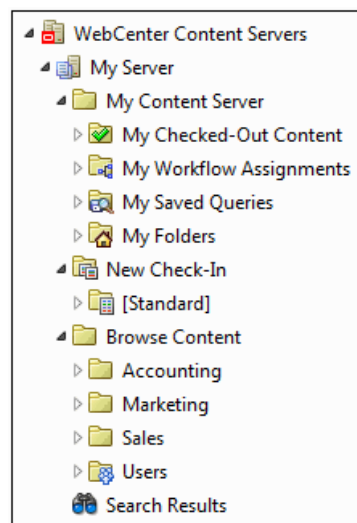 WebCenter Content Servers
My Server
My Content Server
My Checked-Out Content
My Workflow Assignments
My Saved Queries
My Folders
New Check-In
[Standard]
Browse Content
Accounting
Marketing
Sales
Users
Search Results